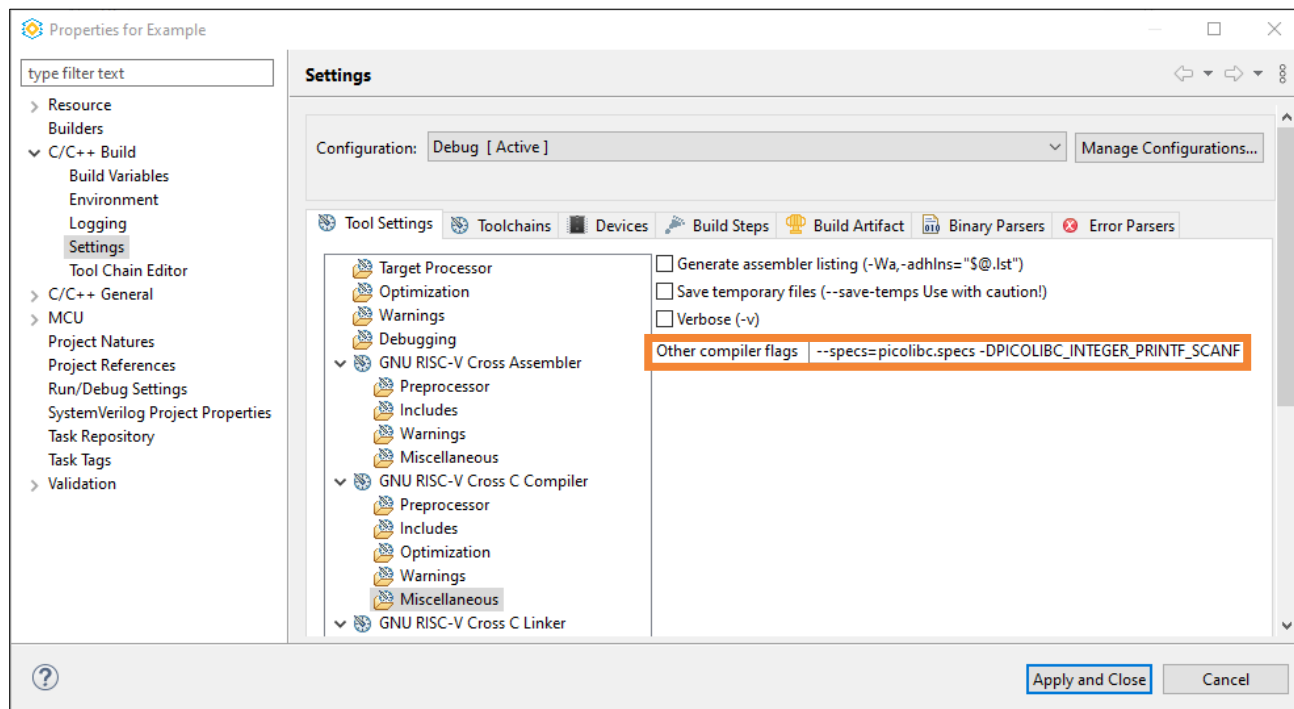 Properties for Example
type filter text
Resource
Builders
C/C++ Build
Build Variables
Environment
Logging
Settings
Tool Chain Editor
C/C++ General
MCU
Project Natures
Project References
Run/Debug Settings
SystemVerilog Project Properties
Task Repository
Task Tags
Validation
Settings
Configuration: Debug [ Active ] Manage Configurations...
Tool Settings Toolchains Devices Build Steps Build Artifact Binary Parsers Error Parsers
Target Processor
Optimization
Warnings
Debugging
GNU RISC-V Cross Assembler
Preprocessor
Includes
Warnings
Miscellaneous
GNU RISC-V Cross C Compiler
Preprocessor
Includes
Optimization
Warnings
Miscellaneous
GNU RISC-V Cross C Linker
Generate assembler listing (-Wa,-adhlns="$@.lst")
Save temporary files (--save-temps Use with caution!)
Verbose (-v)
Other compiler flags --specs=picolibc.specs -DPICOLIBC_INTEGER_PRINTF_SCANF
Apply and Close Cancel